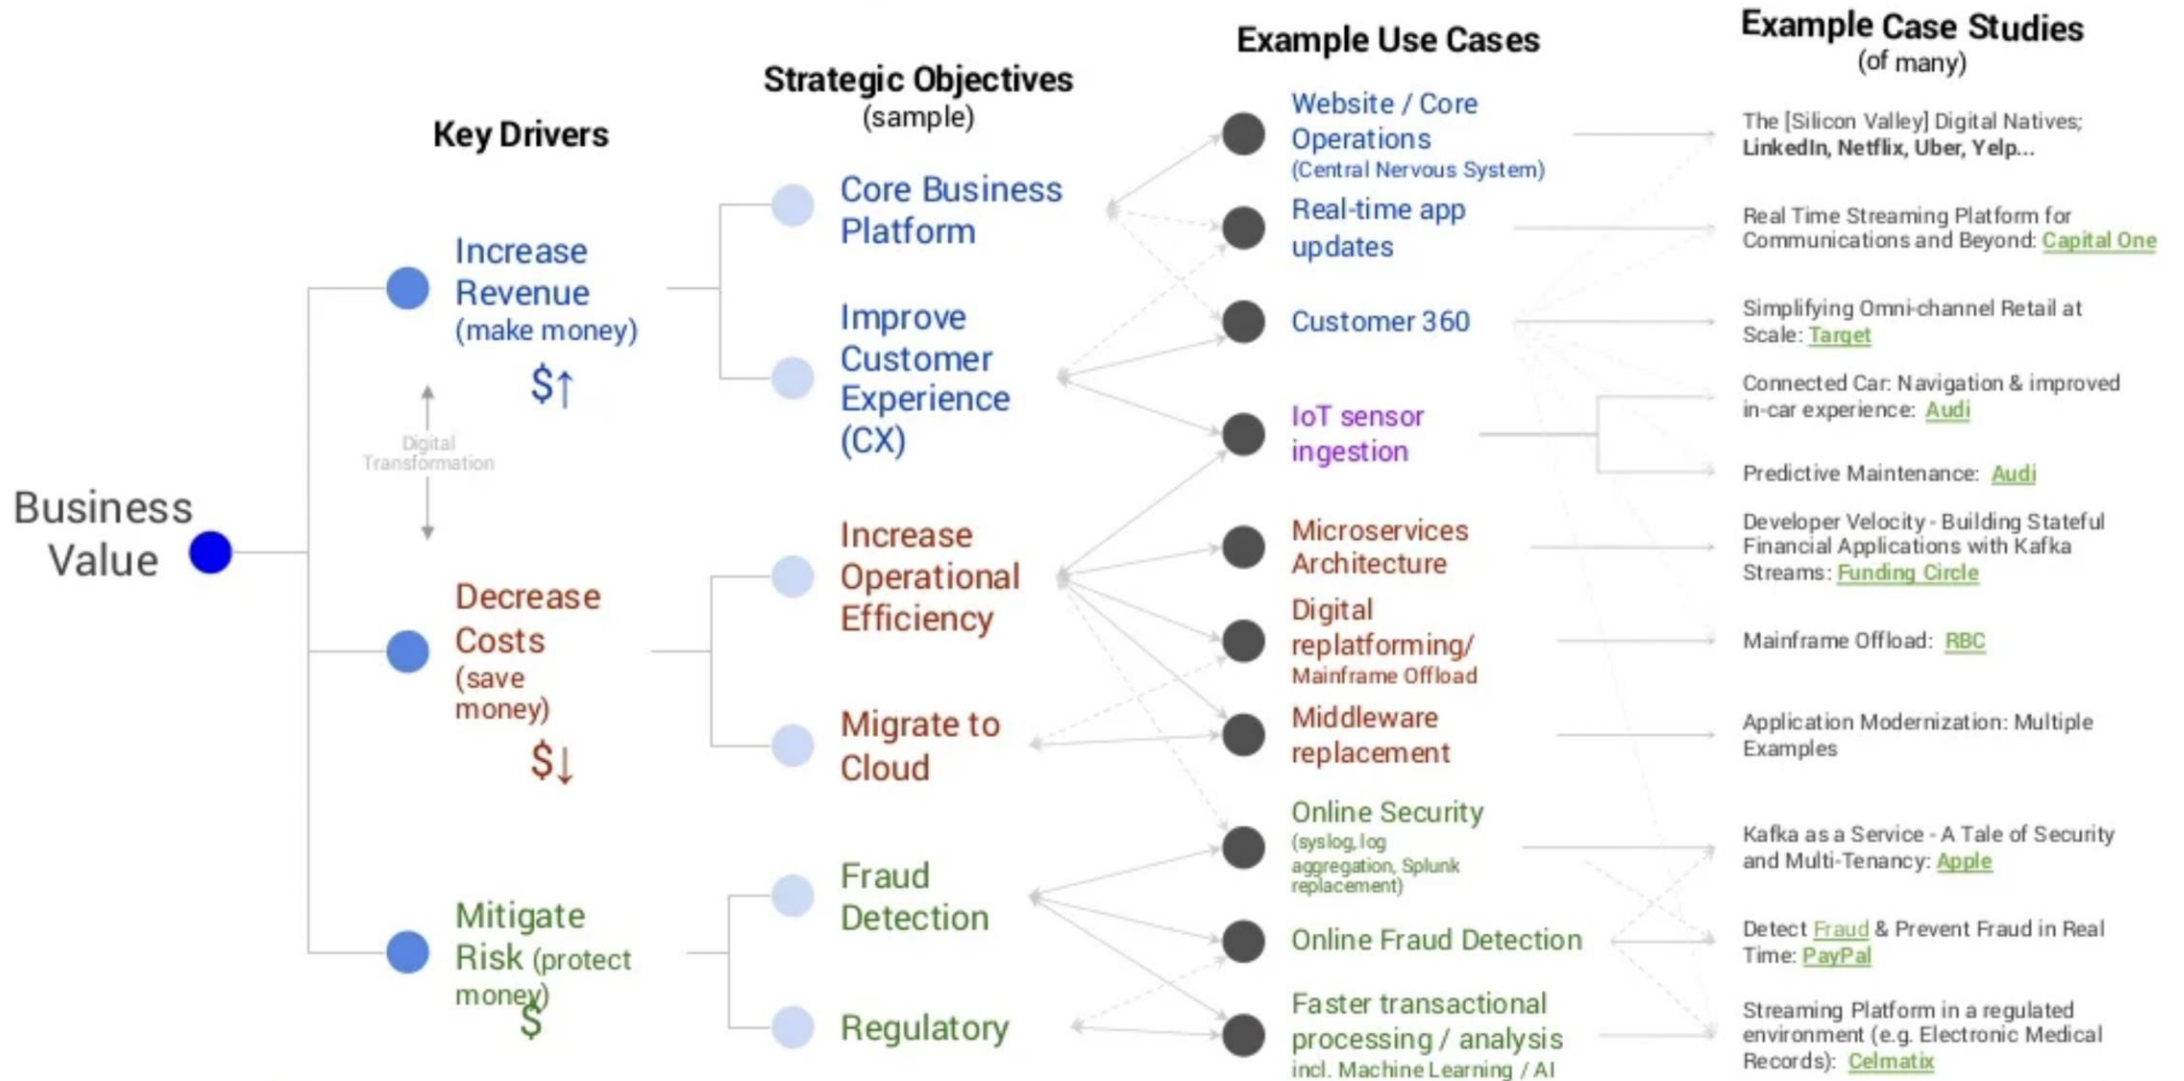 Key Drivers
Strategic Objectives
(sample)
Example Use Cases
Example Case Studies
(of many)
Business
Value
Increase
Revenue
(make money)
$↑
Digital
Transformation
Decrease
Costs
(save
money)
$↓
Mitigate
Risk (protect
money)
$
Core Business
Platform
Improve
Customer
Experience
(CX)
Increase
Operational
Efficiency
Migrate to
Cloud
Fraud
Detection
Regulatory
Website / Core
Operations
(Central Nervous System)
Real-time app
updates
Customer 360
IoT sensor
ingestion
Microservices
Architecture
Digital
replatforming/
Mainframe Offload
Middleware
replacement
Online Security
(syslog, log
aggregation, Splunk
replacement)
Online Fraud Detection
Faster transactional
processing / analysis
incl. Machine Learning / AI
The [Silicon Valley] Digital Natives;
LinkedIn, Netflix, Uber, Yelp...
Real Time Streaming Platform for
Communications and Beyond: Capital One
Simplifying Omni-channel Retail at
Scale: Target
Connected Car: Navigation & improved
in-car experience: Audi
Predictive Maintenance: Audi
Developer Velocity - Building Stateful
Financial Applications with Kafka
Streams: Funding Circle
Mainframe Offload: RBC
Application Modernization: Multiple
Examples
Kafka as a Service - A Tale of Security
and Multi-Tenancy: Apple
Detect Fraud & Prevent Fraud in Real
Time: PayPal
Streaming Platform in a regulated
environment (e.g. Electronic Medical
Records): Celmatix